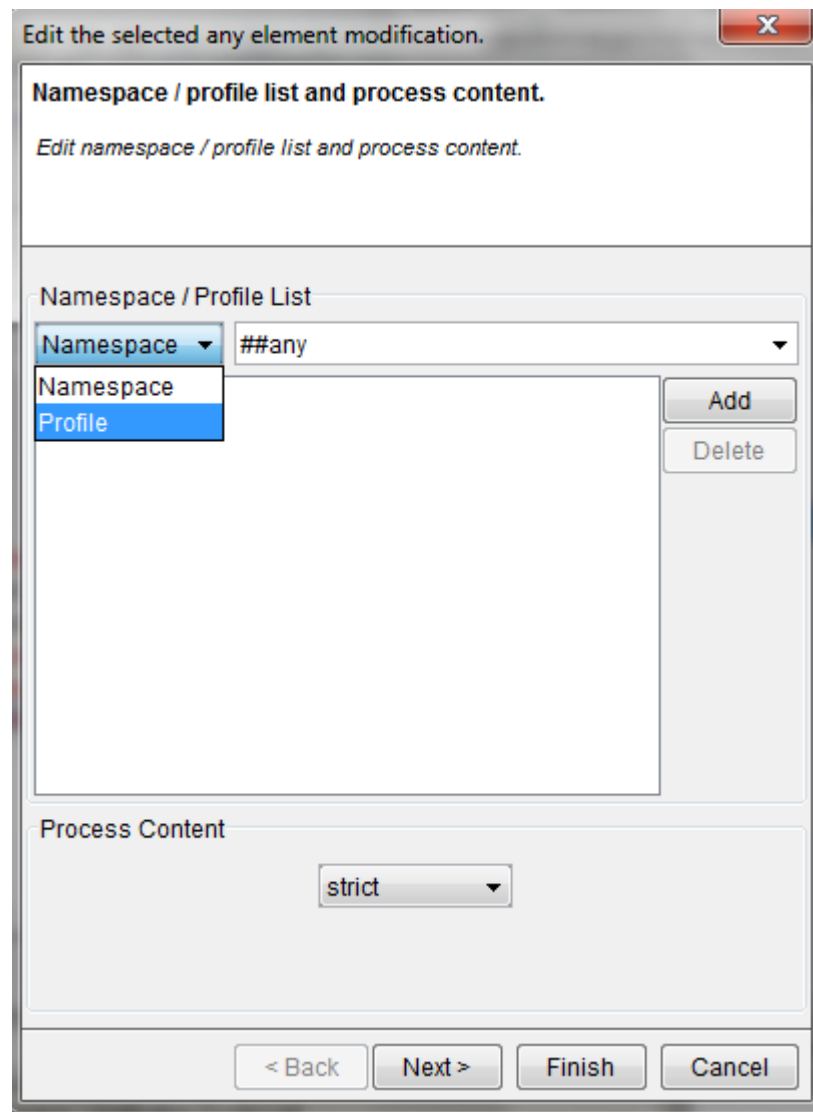 Edit the selected any element modification.
X
Namespace / profile list and process content.
Edit namespace / profile list and process content.
Namespace / Profile List
Namespace ##any
Namespace
Profile
Add
Delete
Process Content
strict
< Back Next > Finish Cancel